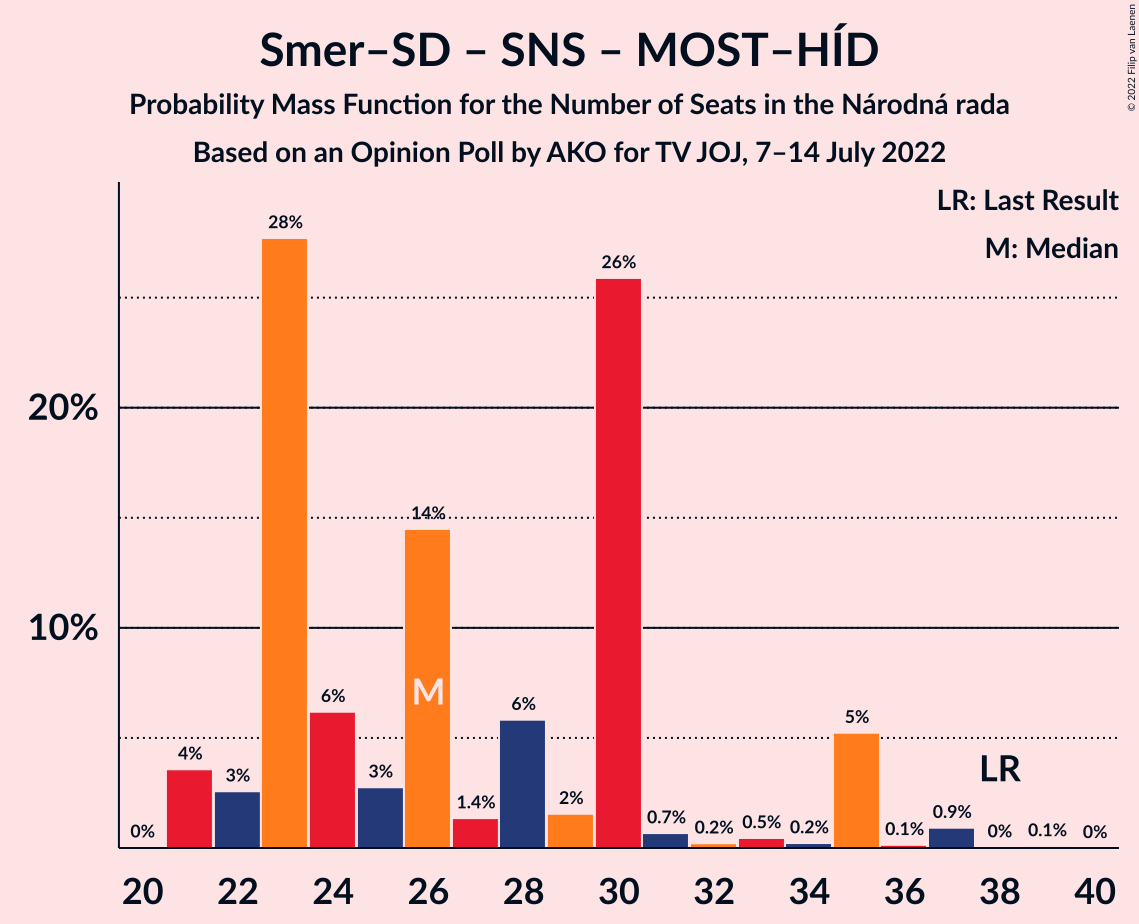 Smer–SD – SNS – MOST–HÍD
Probability Mass Function for the Number of Seats in the Národná rada
Based on an Opinion Poll by AKO for TV JOJ, 7–14 July 2022
© 2022 Filip van Laenen
LR: Last Result
M: Median
28%
26%
20%
14%
10%
M
6%
6%
5%
4%
3%
3%
LR
1.4%
2%
0%
0.7%
0.2%
0.5%
0.2%
0.1%
0.9%
0%
0.1%
0%
20 22 24 26 28 30 32 34 36 38 40